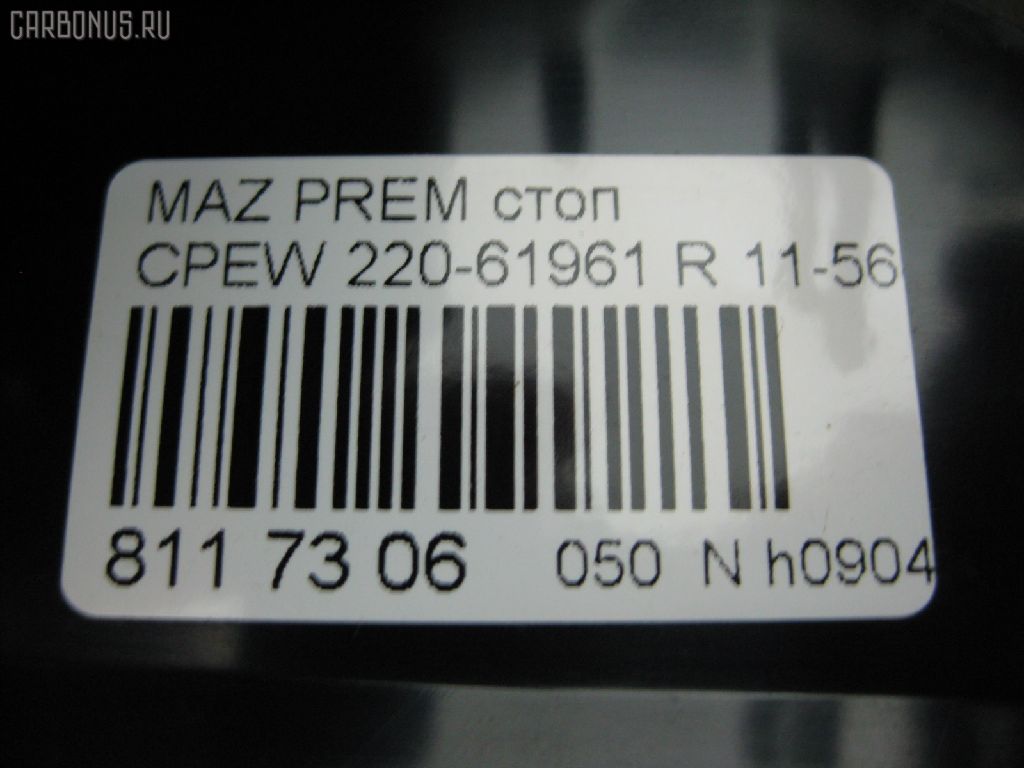 CARBONUS.RU
MAZ PREM стоп
CPEW 220-61961 R 11-56
811 73 06 050 N h0904